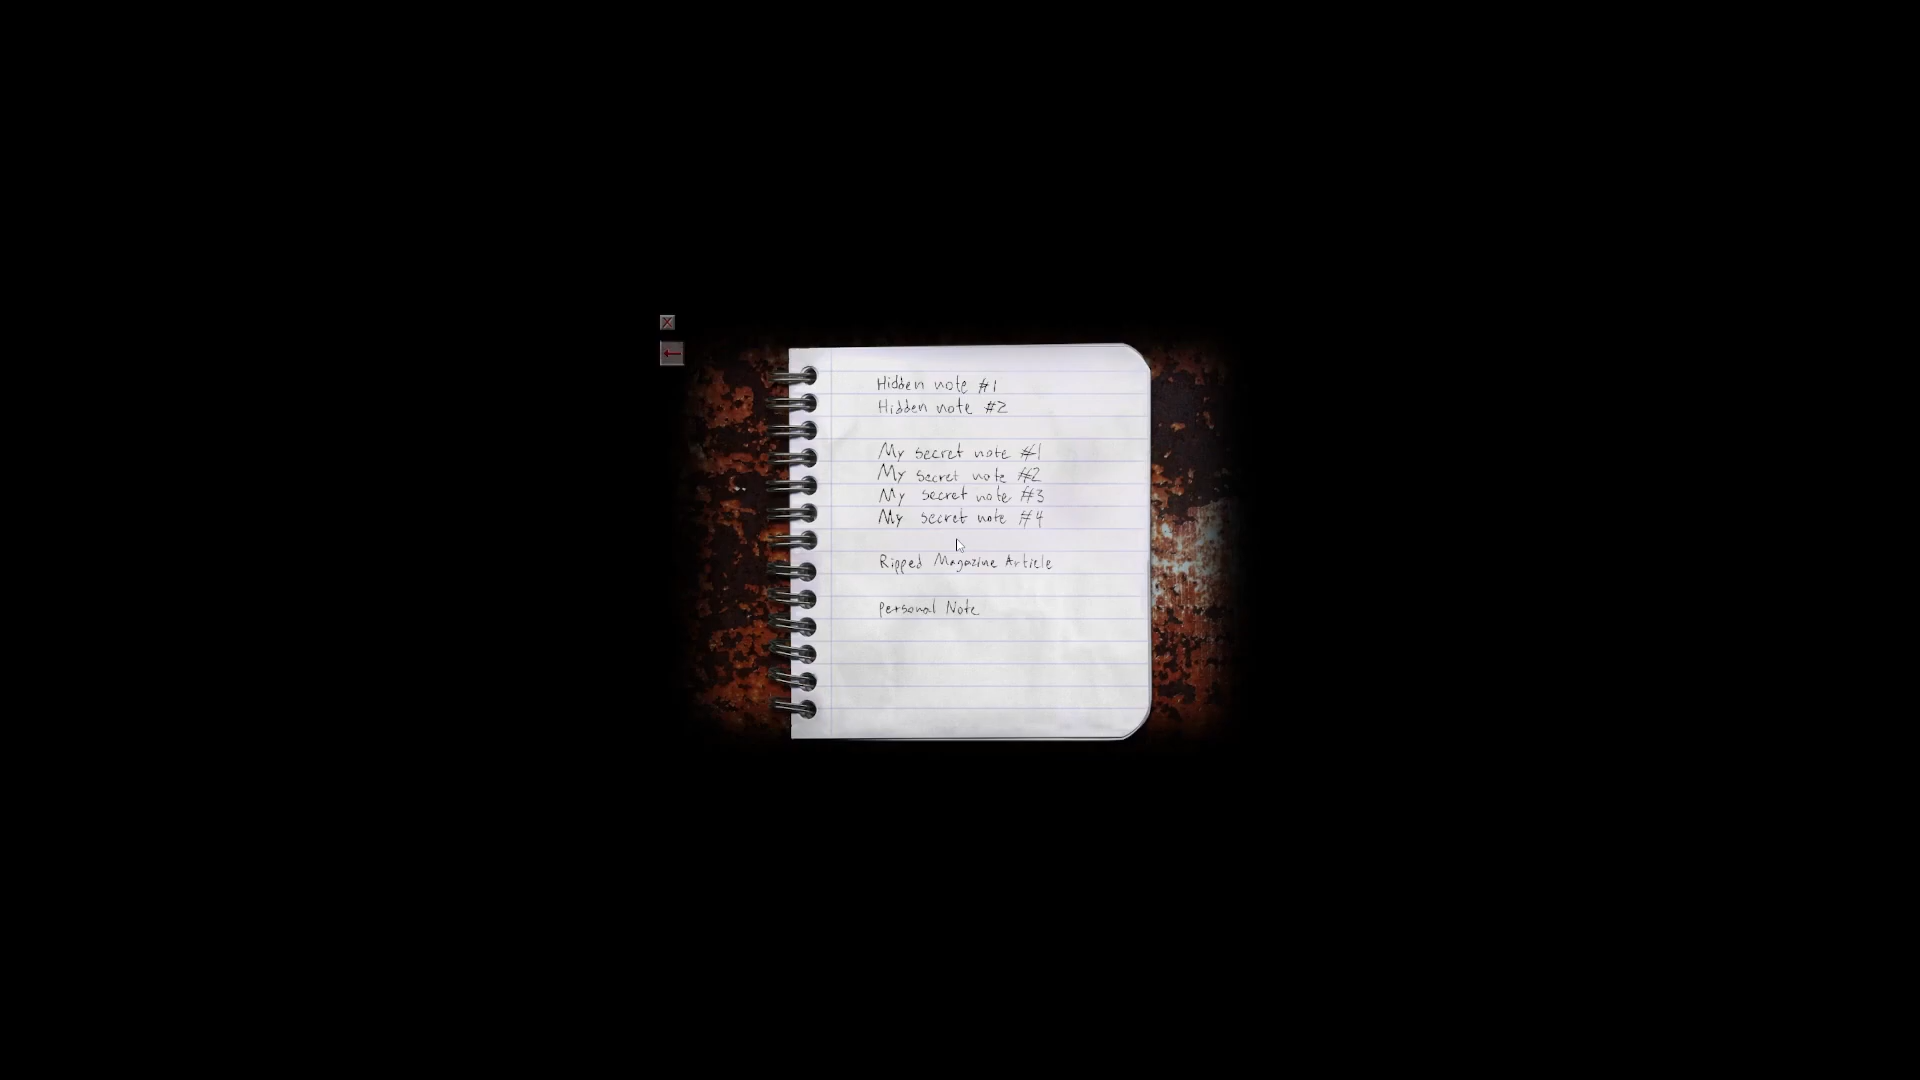 Hidden note #1
Hidden note #2
My secret note #1
My secret note #2
My secret note #3
My secret note #4
Ripped Magazine Article
Personal Note